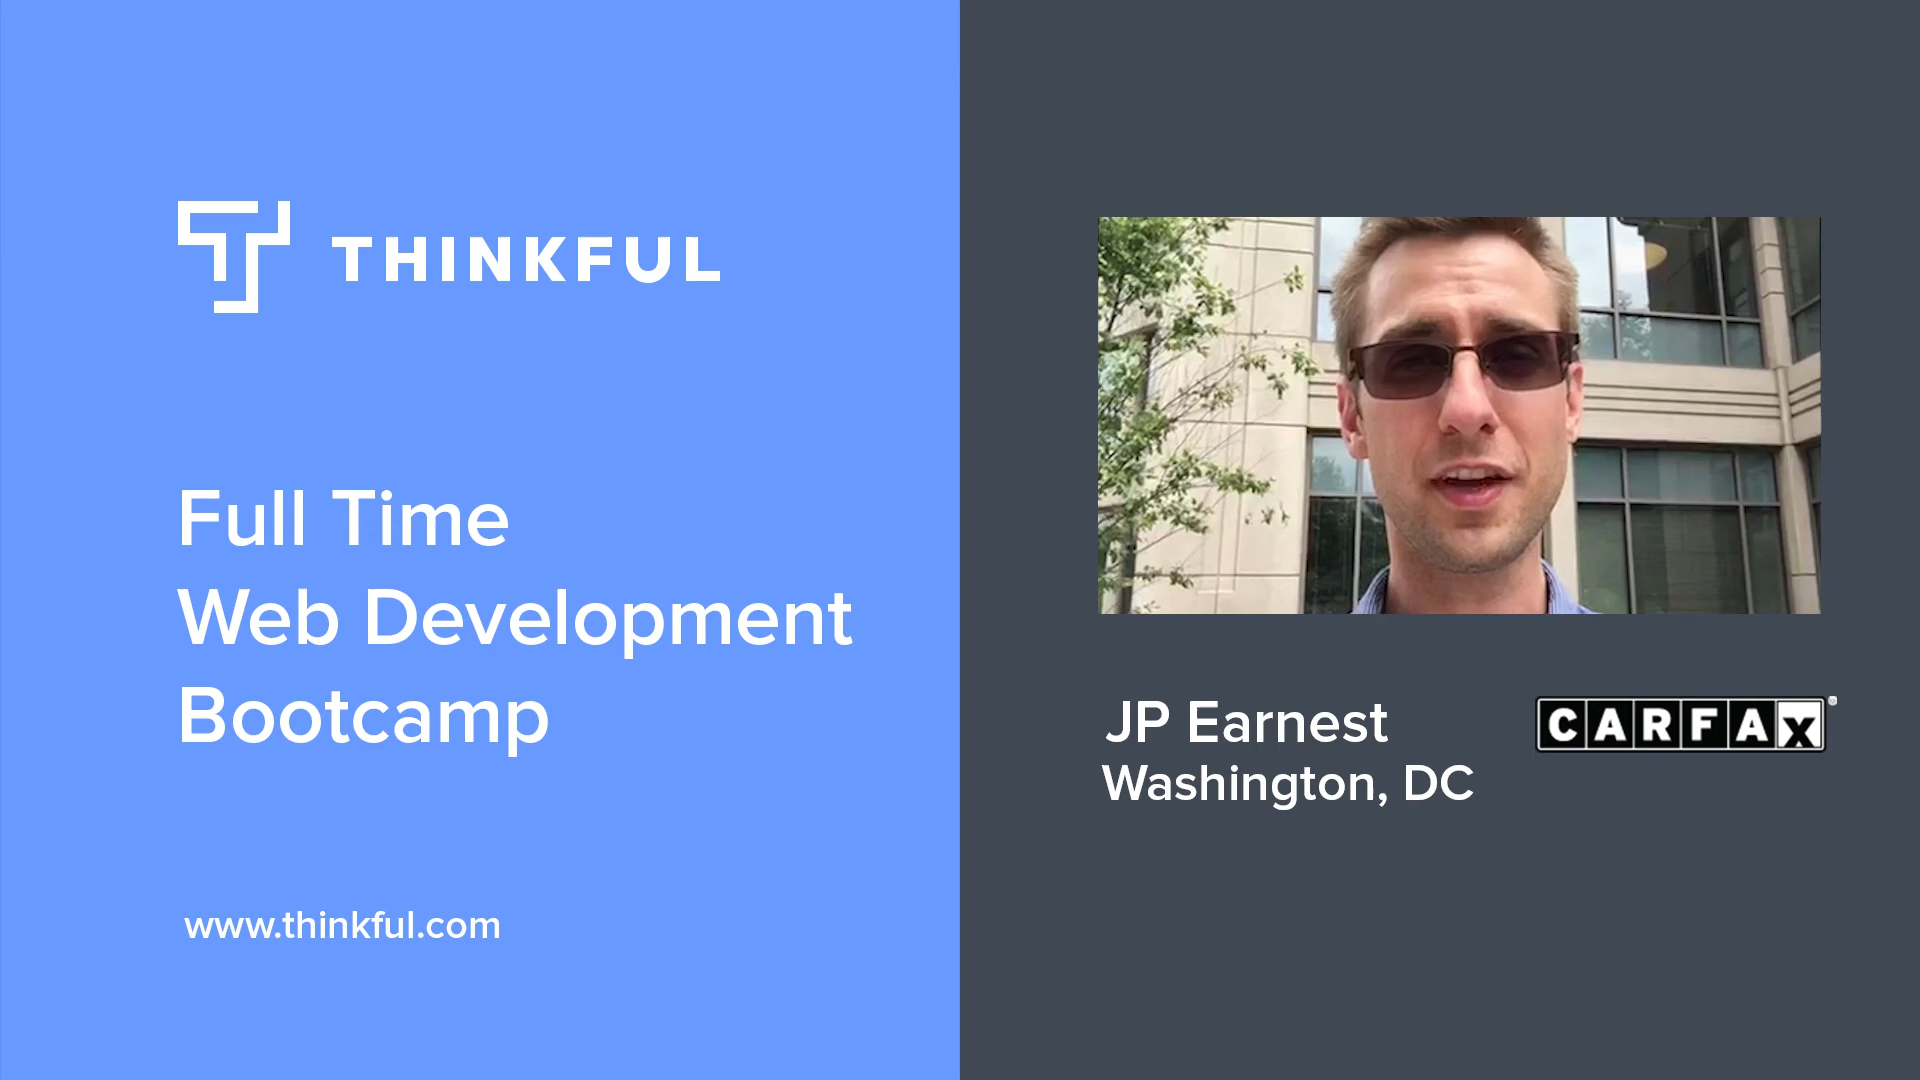 THINKFUL
Full Time
Web Development
Bootcamp
www.thinkful.com
JP Earnest
Washington, DC
CARFAX®